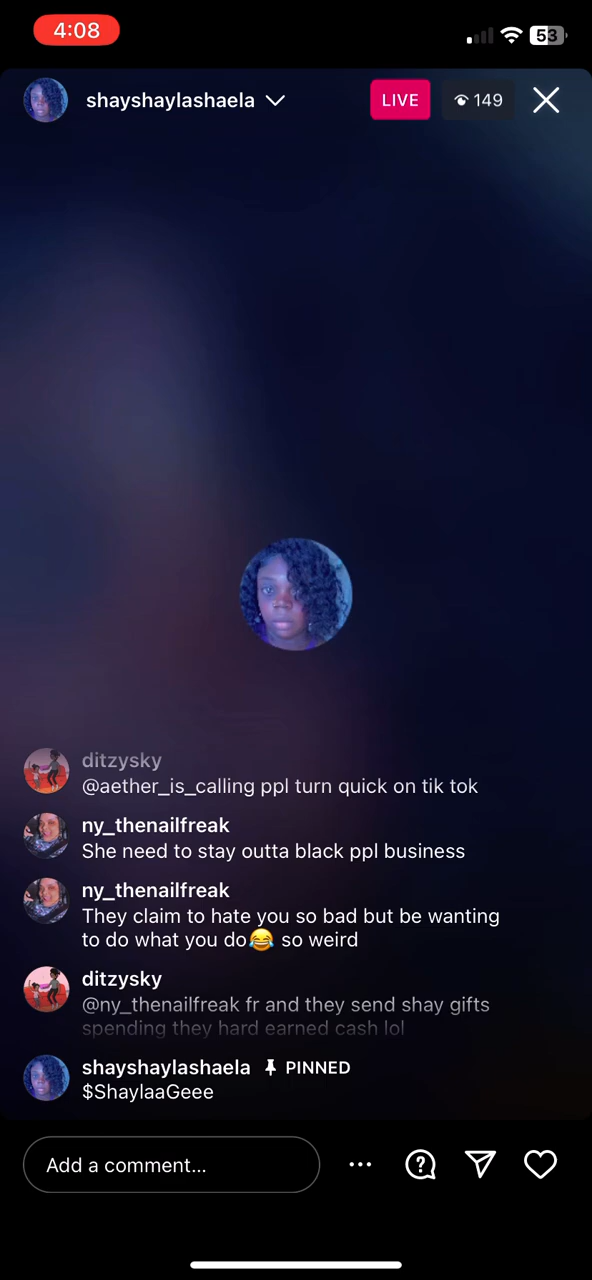 4:08
53
shayshaylashaela
LIVE
149
ditzysky
@aether_is_calling ppl turn quick on tik tok
ny_thenailfreak
She need to stay outta black ppl business
ny_thenailfreak
They claim to hate you so bad but be wanting
to do what you do😂 so weird
ditzysky
@ny_thenailfreak fr and they send shay gifts
spending they hard earned cash lol
shayshaylashaela PINNED
$ShaylaaGeee
Add a comment...